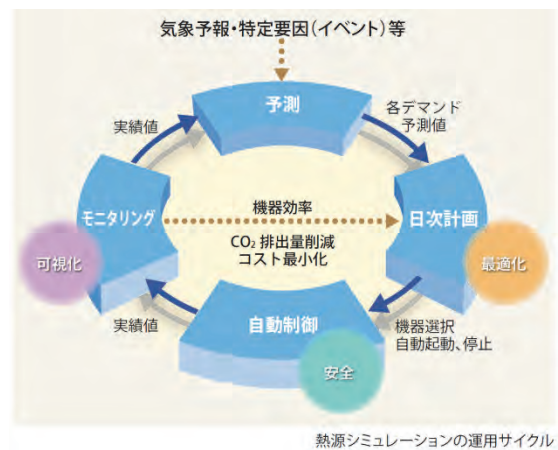 気象予報・特定要因(イベント)等
予測
実績値
各デマンド
予測値
モニタリング
機器効率
日次計画
CO₂ 排出量削減
コスト最小化
可視化
最適化
実績値
自動制御
機器選択
自動起動、停止
安全
熱源シミュレーションの運用サイクル